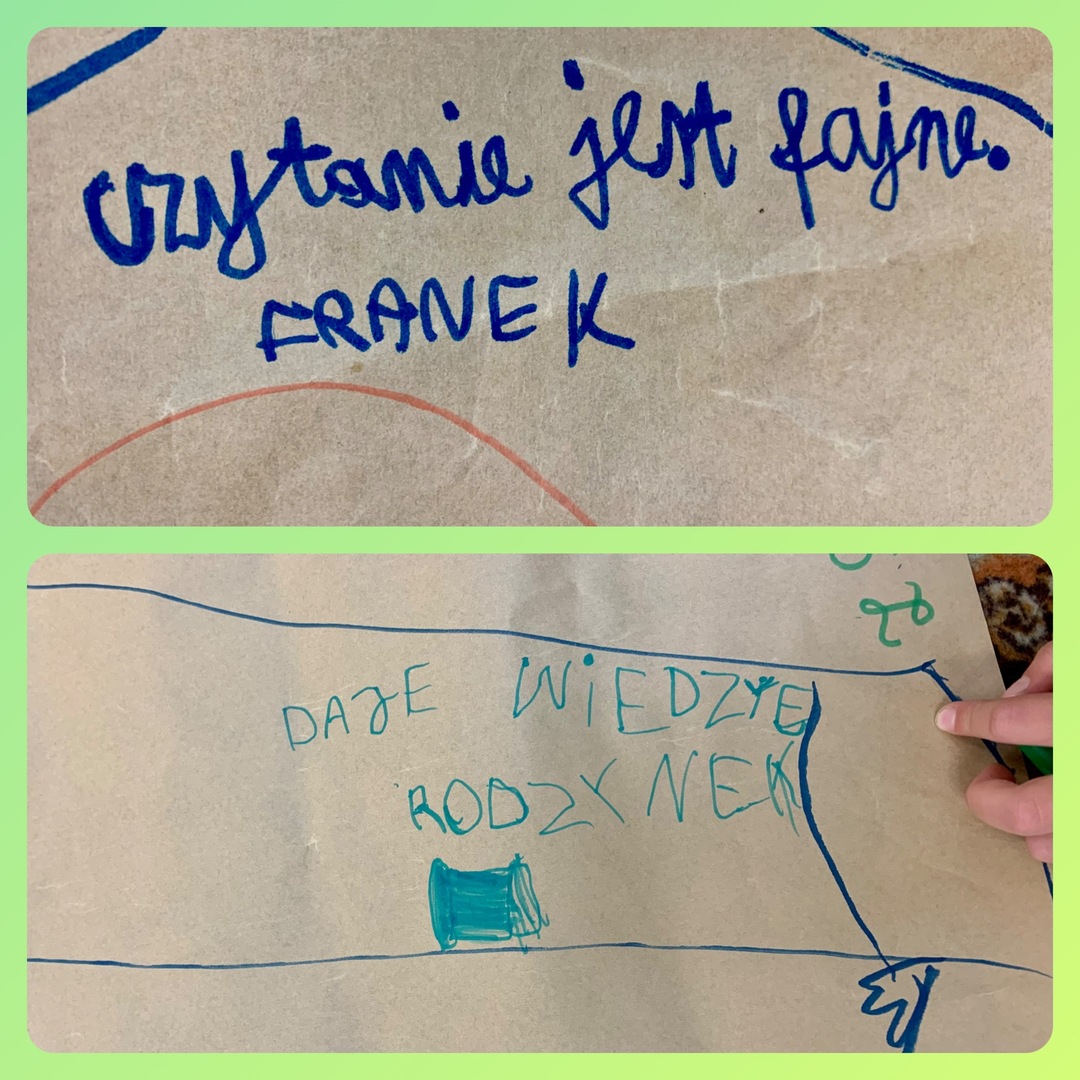 czytanie jest fajne.
FRANEK
DAJE WIEDZYE
RODZYNEK